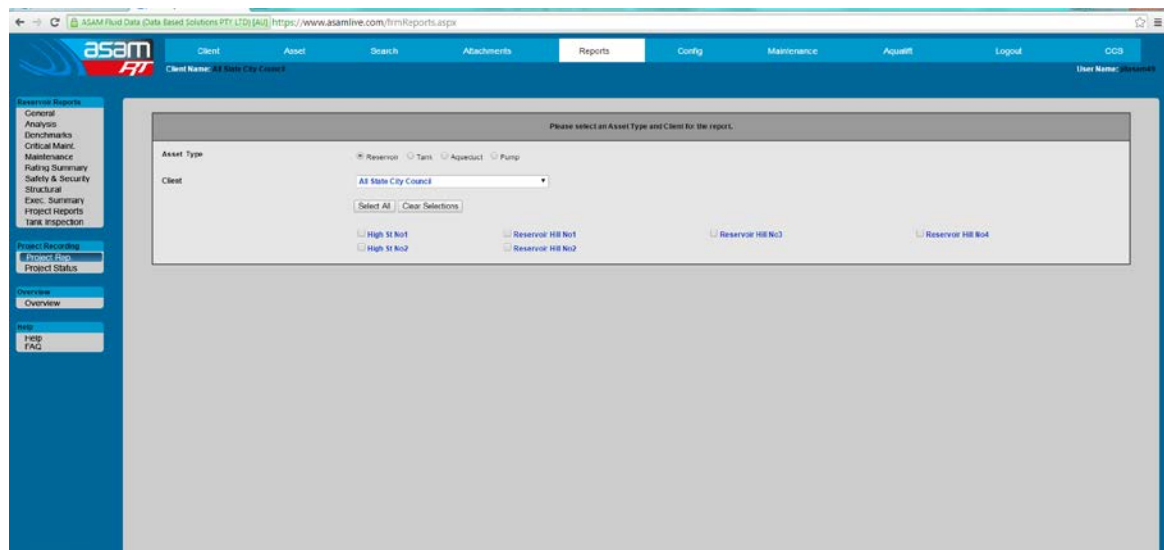 ASAM Fluid Data (Data Based Solutions PTY LTD) [AU] https://www.asamlive.com/frmReports.aspx
asam RT
Client Asset Search Attachments Reports Config Maintenance Aqualift Logout CCS
Client Name: All State City Council User Name:
Reservoir Reports
General
Analysis
Benchmarks
Critical Maint.
Maintenance
Rating Summary
Safety & Security
Structural
Exec. Summary
Project Reports
Tank Inspection
Project Recording
Project Rep.
Project Status
Overview
Overview
Help
Help
FAQ
Please select an Asset Type and Client for the report.
Asset Type Reservoir Tank Aqueduct Pump
Client All State City Council
Select All Clear Selections
High St No1 Reservoir Hill No1 Reservoir Hill No3 Reservoir Hill No4
High St No2 Reservoir Hill No2